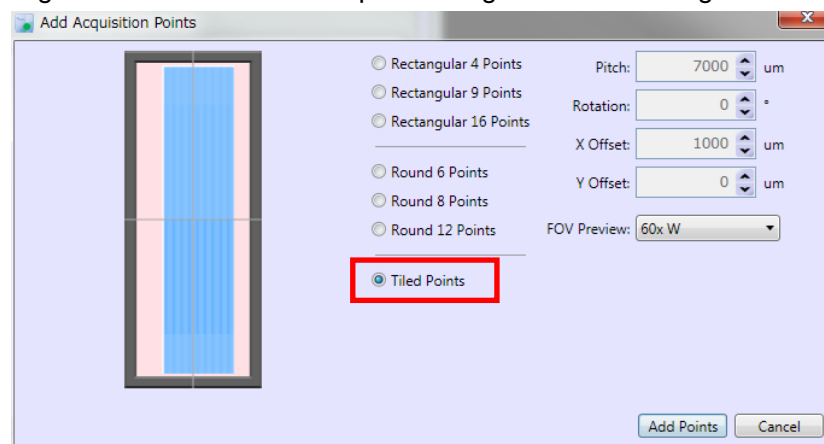 Add Acquisition Points
x
Rectangular 4 Points
Rectangular 9 Points
Rectangular 16 Points
Round 6 Points
Round 8 Points
Round 12 Points
Tiled Points
Pitch: 7000 um
Rotation: 0 °
X Offset: 1000 um
Y Offset: 0 um
FOV Preview: 60x W
Add Points Cancel